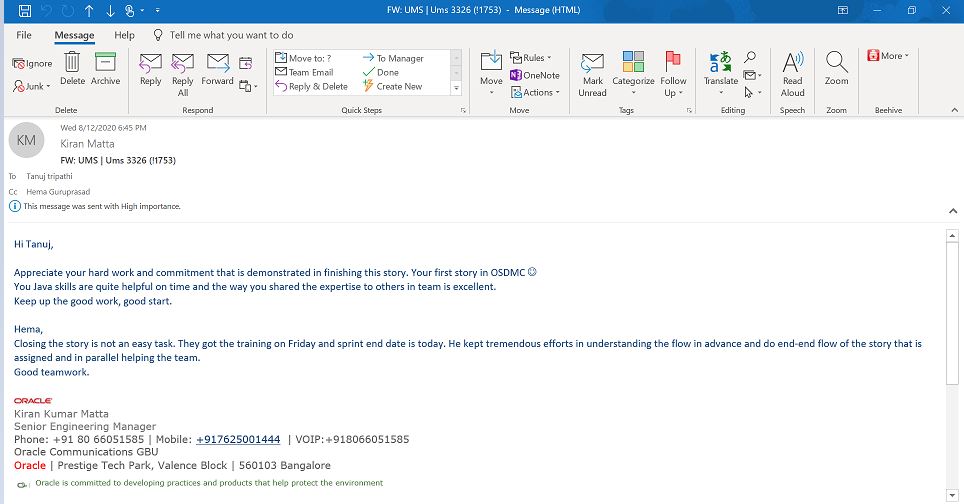 FW: UMS | Ums 3326 (!1753) - Message (HTML)
File Message Help Tell me what you want to do
Ignore
Junk
Delete
Archive
Delete
Reply
Reply All
Forward
Respond
Move to: ?
To Manager
Team Email
Done
Reply & Delete
Create New
Quick Steps
Move
Rules
OneNote
Actions
Move
Mark Unread
Categorize
Follow Up
Tags
Translate
Editing
Read Aloud
Speech
Zoom
Zoom
More
Beehive
KM
Wed 8/12/2020 6:45 PM
Kiran Matta
FW: UMS | Ums 3326 (!1753)
To Tanuj tripathi
Cc Hema Guruprasad
This message was sent with High importance.
Hi Tanuj,
Appreciate your hard work and commitment that is demonstrated in finishing this story. Your first story in OSDMC ☺
You Java skills are quite helpful on time and the way you shared the expertise to others in team is excellent.
Keep up the good work, good start.
Hema,
Closing the story is not an easy task. They got the training on Friday and sprint end date is today. He kept tremendous efforts in understanding the flow in advance and do end-end flow of the story that is
assigned and in parallel helping the team.
Good teamwork.
ORACLE
Kiran Kumar Matta
Senior Engineering Manager
Phone: +91 80 66051585 | Mobile: +917625001444 | VOIP:+918066051585
Oracle Communications GBU
Oracle | Prestige Tech Park, Valence Block | 560103 Bangalore
Oracle is committed to developing practices and products that help protect the environment